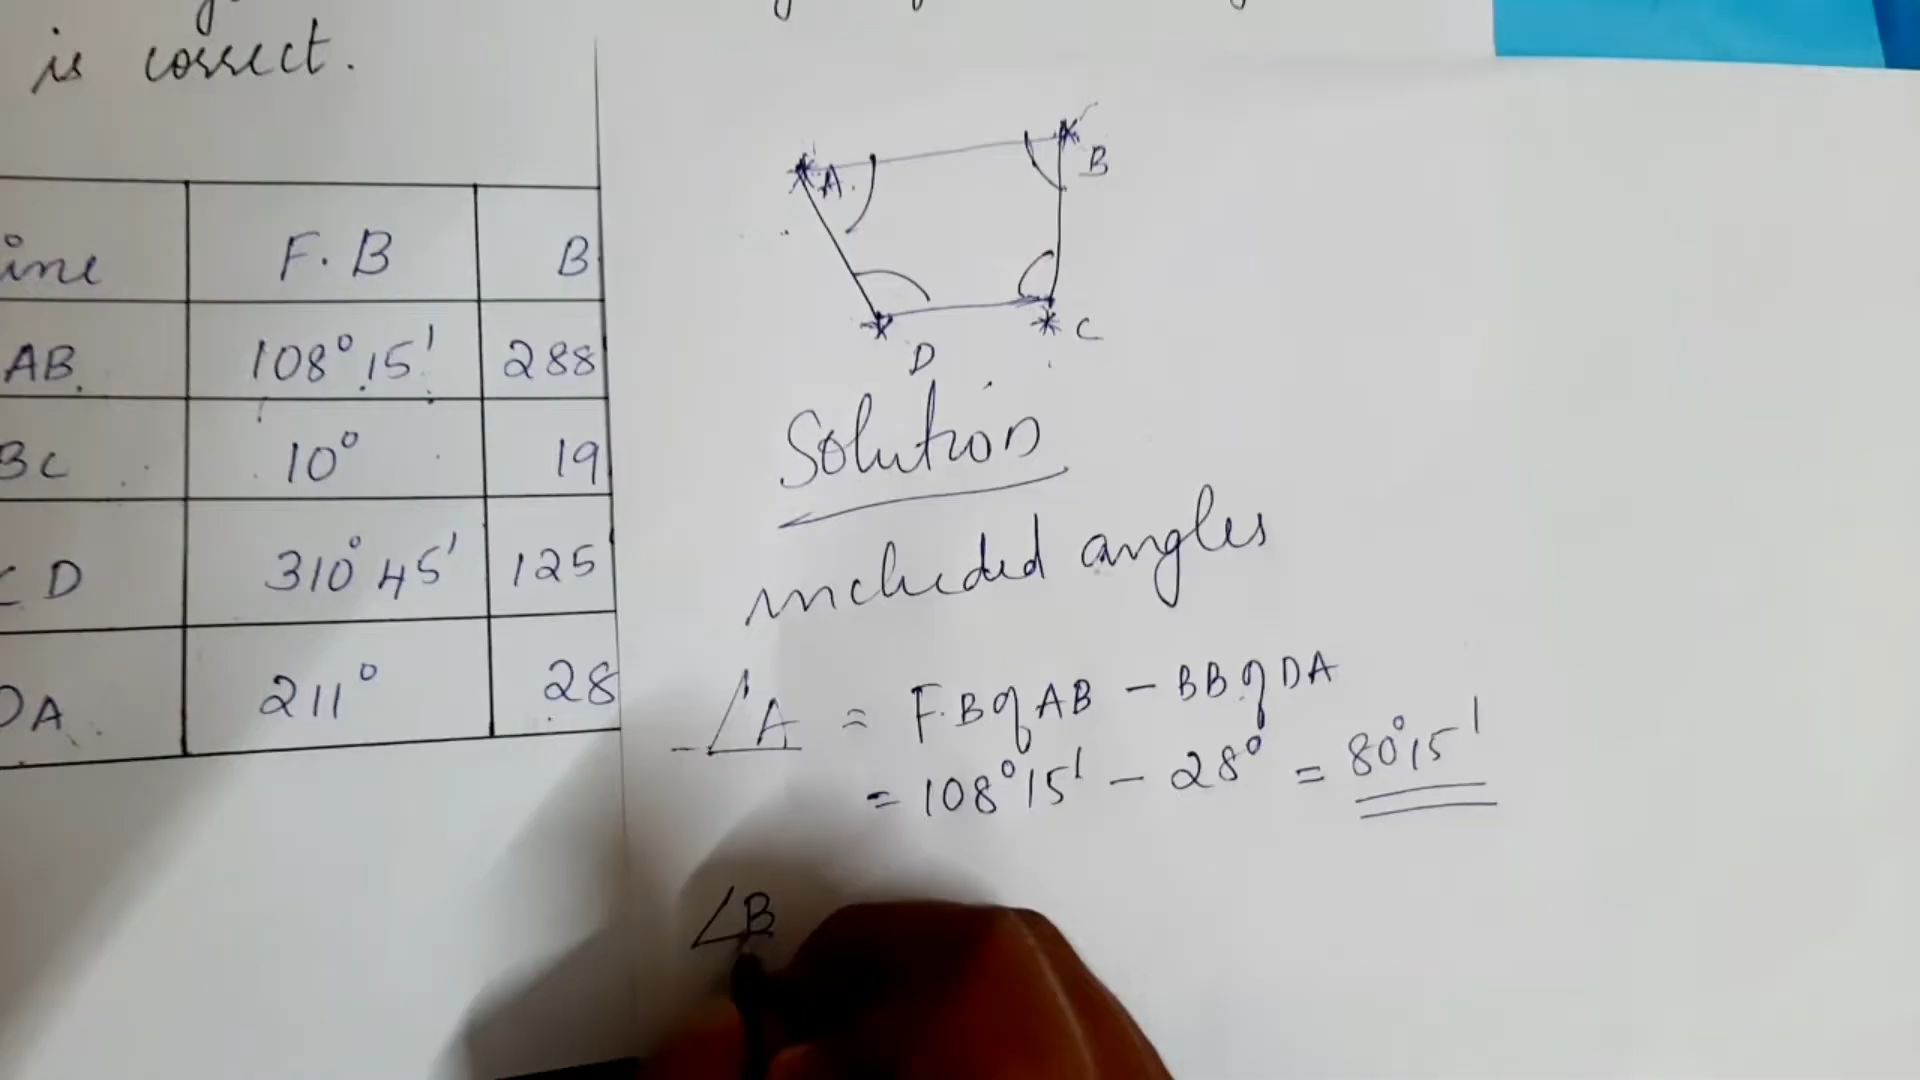 is correct.
ine F.B B
AB 108° 15' 288
BC 10° 19
CD 310° 45' 125
DA 211° 28
A
B
C
D
Solution
included angles
∠A = F.B of AB - BB of DA
= 108° 15' - 28° = 80° 15'
∠B